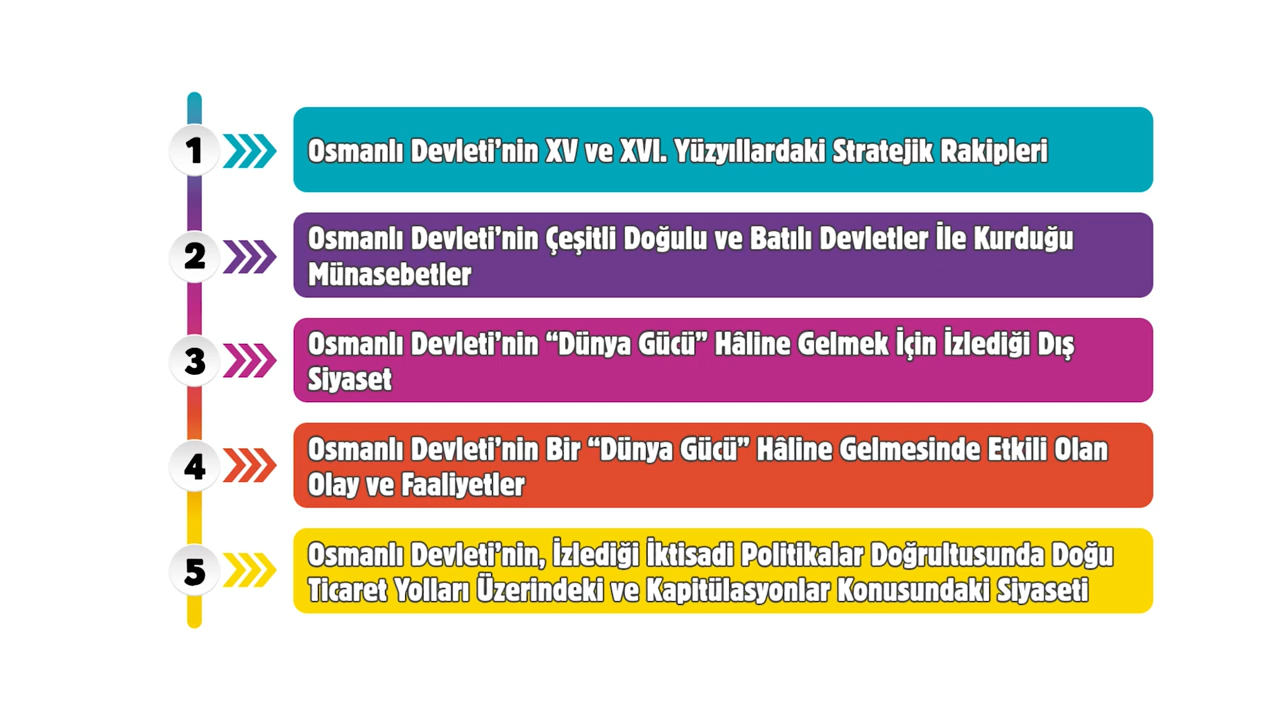 1
Osmanlı Devleti’nin XV ve XVI. Yüzyıllardaki Stratejik Rakipleri
2
Osmanlı Devleti’nin Çeşitli Doğulu ve Batılı Devletler İle Kurduğu
Münasebetler
3
Osmanlı Devleti’nin “Dünya Gücü” Hâline Gelmek İçin İzlediği Dış
Siyaset
4
Osmanlı Devleti’nin Bir “Dünya Gücü” Hâline Gelmesinde Etkili Olan
Olay ve Faaliyetler
5
Osmanlı Devleti’nin, İzlediği İktisadi Politikalar Doğrultusunda Doğu
Ticaret Yolları Üzerindeki ve Kapitülasyonlar Konusundaki Siyaseti